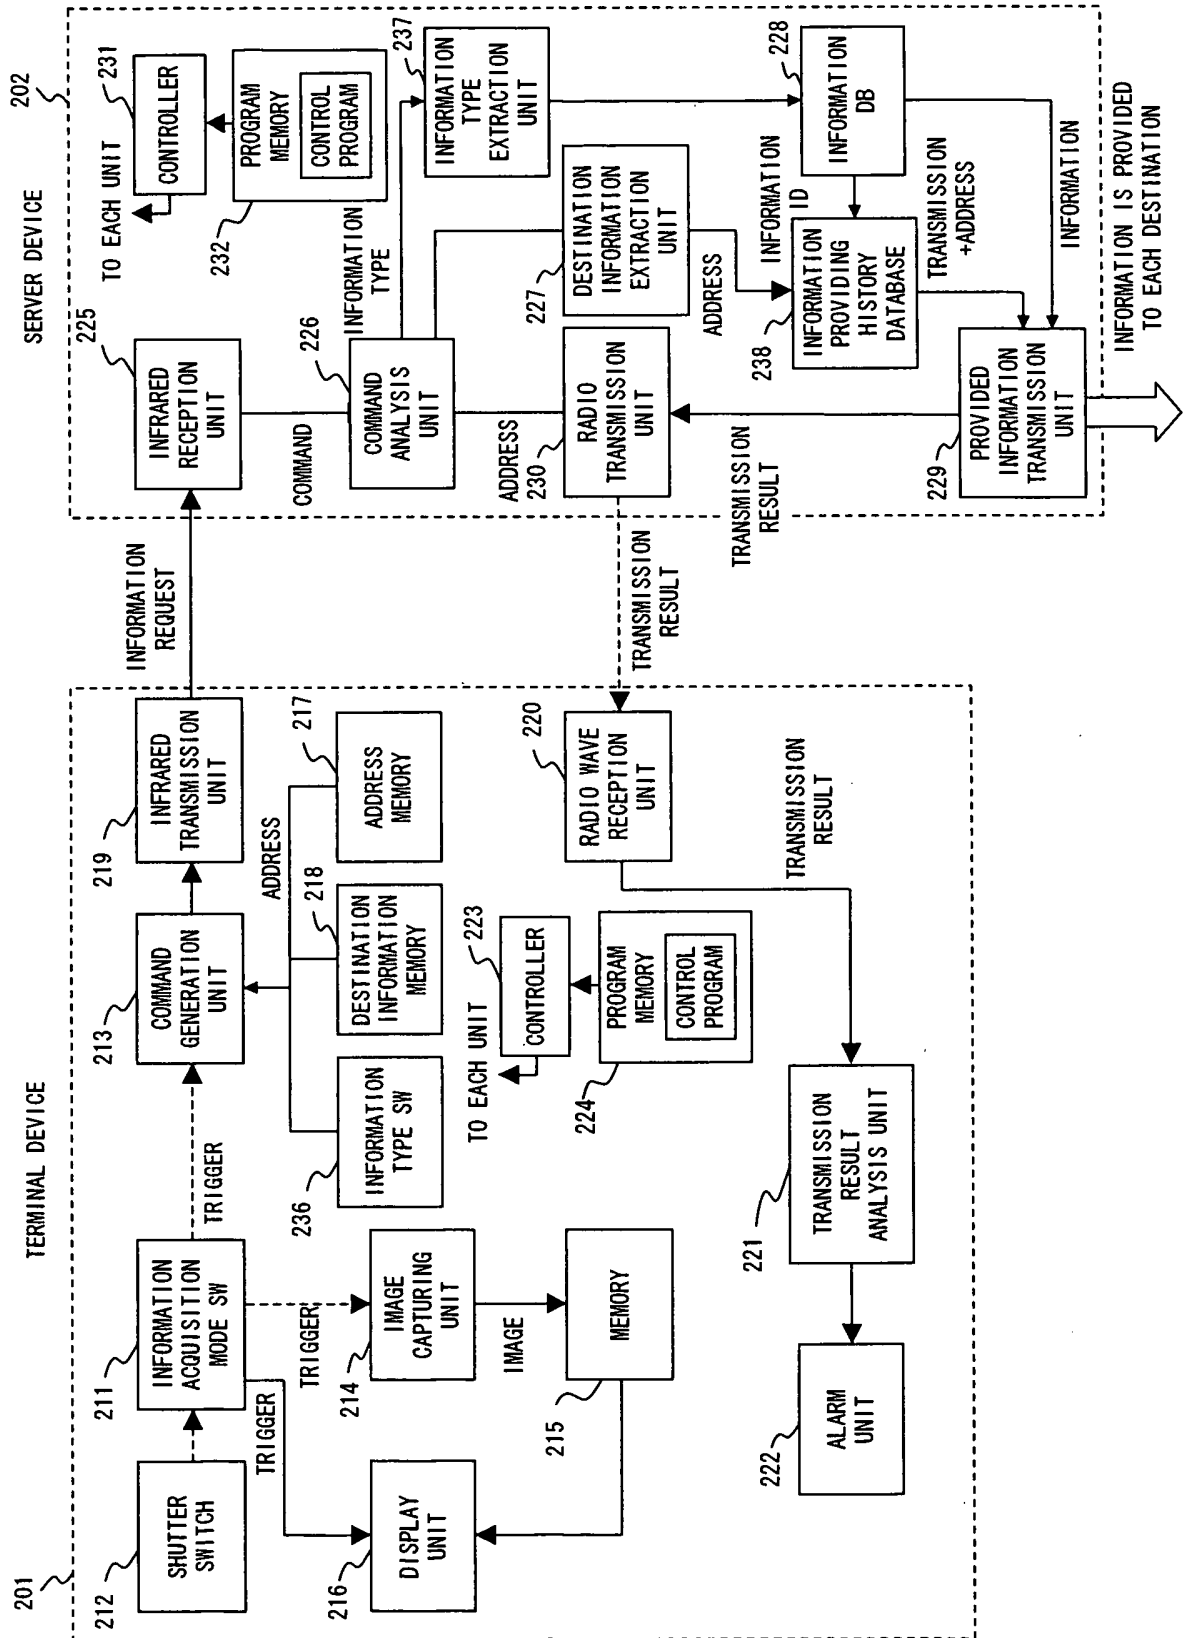 TERMINAL DEVICE
201
212
SHUTTER
SWITCH
211
INFORMATION
ACQUISITION
MODE SW
TRIGGER
213
COMMAND
GENERATION
UNIT
219
INFRARED
TRANSMISSION
UNIT
TRIGGER
TRIGGER
216
DISPLAY
UNIT
214
IMAGE
CAPTURING
UNIT
IMAGE
215
MEMORY
236
INFORMATION
TYPE SW
218
DESTINATION
INFORMATION
MEMORY
ADDRESS
217
ADDRESS
MEMORY
TO EACH UNIT
223
CONTROLLER
224
PROGRAM
MEMORY
CONTROL
PROGRAM
220
RADIO WAVE
RECEPTION
UNIT
TRANSMISSION
RESULT
221
TRANSMISSION
RESULT
ANALYSIS UNIT
222
ALARM
UNIT
INFORMATION
REQUEST
TRANSMISSION
RESULT
SERVER DEVICE
202
225
INFRARED
RECEPTION
UNIT
COMMAND
226
COMMAND
ANALYSIS
UNIT
TO EACH UNIT
231
CONTROLLER
232
PROGRAM
MEMORY
CONTROL
PROGRAM
INFORMATION
TYPE
237
INFORMATION
TYPE
EXTRACTION
UNIT
ADDRESS
230
RADIO
TRANSMISSION
UNIT
227
DESTINATION
INFORMATION
EXTRACTION
UNIT
ADDRESS
228
INFORMATION
DB
INFORMATION
ID
238
INFORMATION
PROVIDING
HISTORY
DATABASE
TRANSMISSION
+ADDRESS
INFORMATION
TRANSMISSION
RESULT
229
PROVIDED
INFORMATION
TRANSMISSION
UNIT
INFORMATION IS PROVIDED
TO EACH DESTINATION